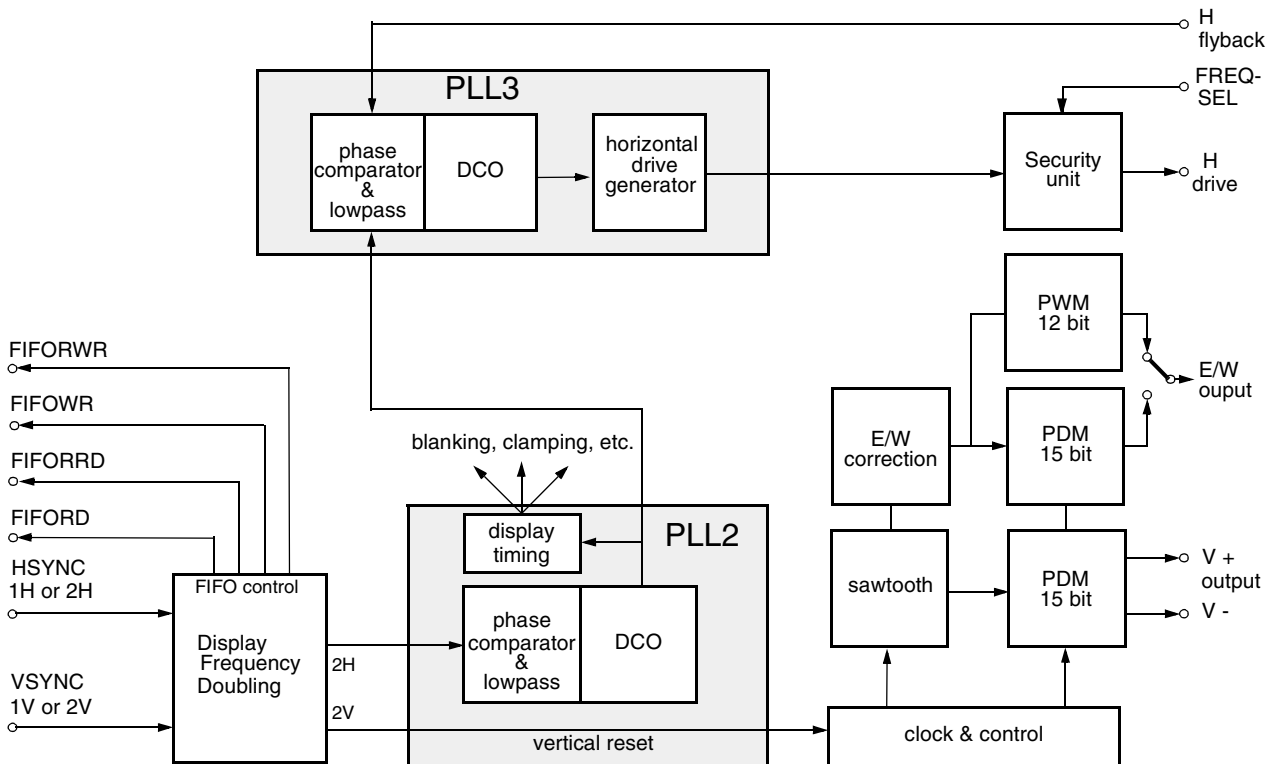 H
flyback
PLL3
FREQ-
SEL
phase
comparator
&
lowpass
DCO
horizontal
drive
generator
Security
unit
H
drive
PWM
12 bit
FIFORWR
FIFOWR
FIFORRD
FIFORD
HSYNC
1H or 2H
VSYNC
1V or 2V
E/W
ouput
E/W
correction
PDM
15 bit
blanking, clamping, etc.
display
timing
PLL2
FIFO control
Display
Frequency
Doubling
2H
2V
phase
comparator
&
lowpass
DCO
vertical reset
sawtooth
PDM
15 bit
V +
output
V -
clock & control